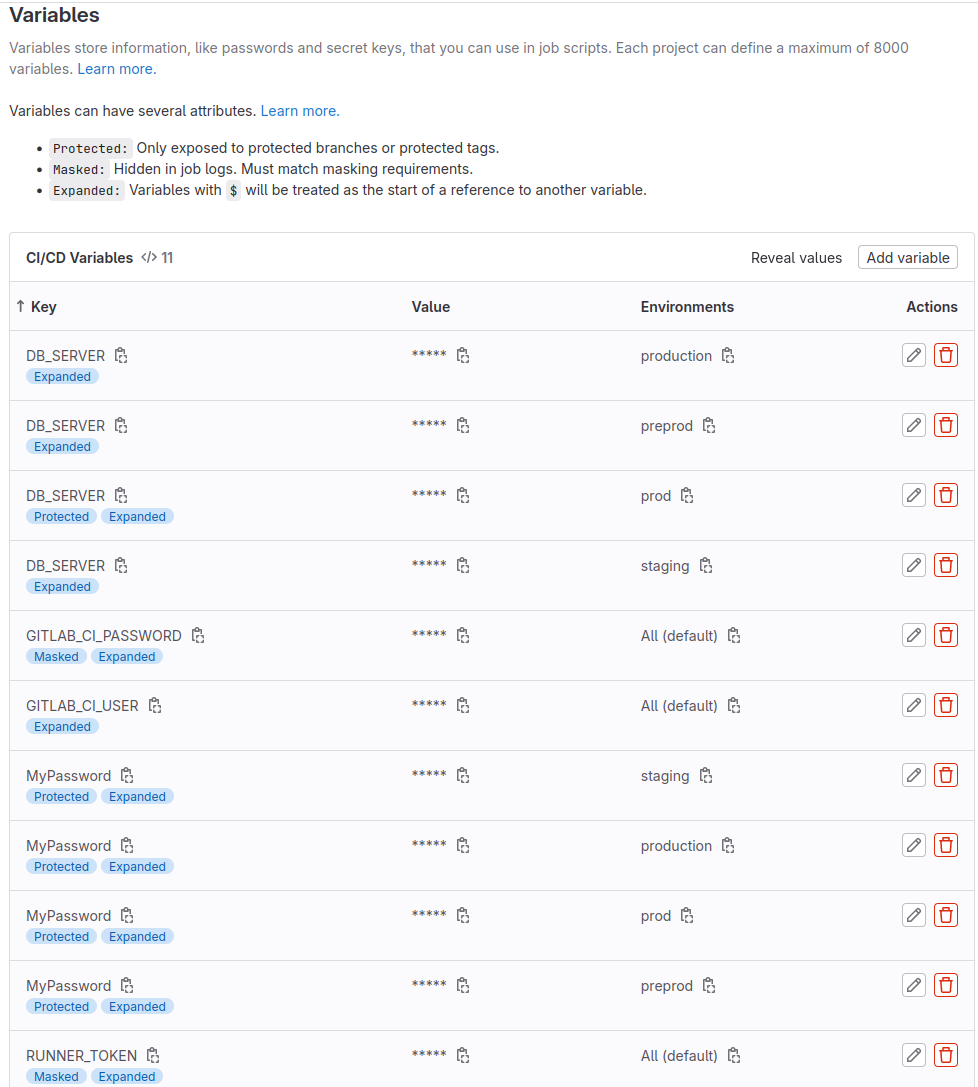 Variables
Variables store information, like passwords and secret keys, that you can use in job scripts. Each project can define a maximum of 8000
variables. Learn more.
Variables can have several attributes. Learn more.
• Protected: Only exposed to protected branches or protected tags.
• Masked: Hidden in job logs. Must match masking requirements.
• Expanded: Variables with $ will be treated as the start of a reference to another variable.
CI/CD Variables </> 11 Reveal values Add variable
↑ Key Value Environments Actions
DB_SERVER ***** production
Expanded
DB_SERVER ***** preprod
Expanded
DB_SERVER ***** prod
Protected Expanded
DB_SERVER ***** staging
Expanded
GITLAB_CI_PASSWORD ***** All (default)
Masked Expanded
GITLAB_CI_USER ***** All (default)
Expanded
MyPassword ***** staging
Protected Expanded
MyPassword ***** production
Protected Expanded
MyPassword ***** prod
Protected Expanded
MyPassword ***** preprod
Protected Expanded
RUNNER_TOKEN ***** All (default)
Masked Expanded